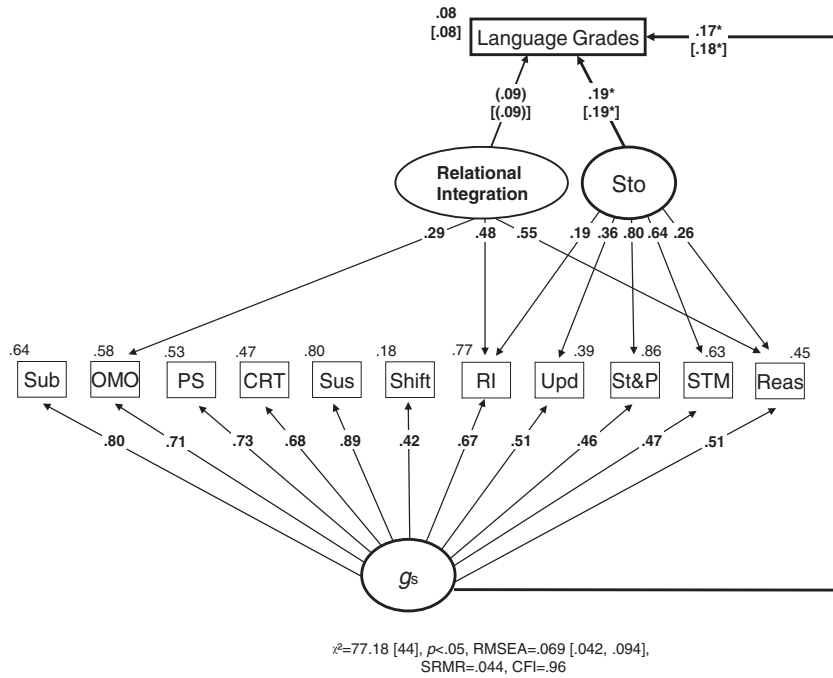 .08
[.08]
Language Grades
.17*
[.18*]
(.09)
[(.09)]
.19*
[.19*]
Relational
Integration
Sto
.29 .48 .55 .19 .36 .80 .64 .26
.64 .58 .53 .47 .80 .18 .77 .39 .86 .63 .45
Sub OMO PS CRT Sus Shift RI Upd St&P STM Reas
.80 .71 .73 .68 .89 .42 .67 .51 .46 .47 .51
gs
χ²=77.18 [44], p<.05, RMSEA=.069 [.042, .094],
SRMR=.044, CFI=.96